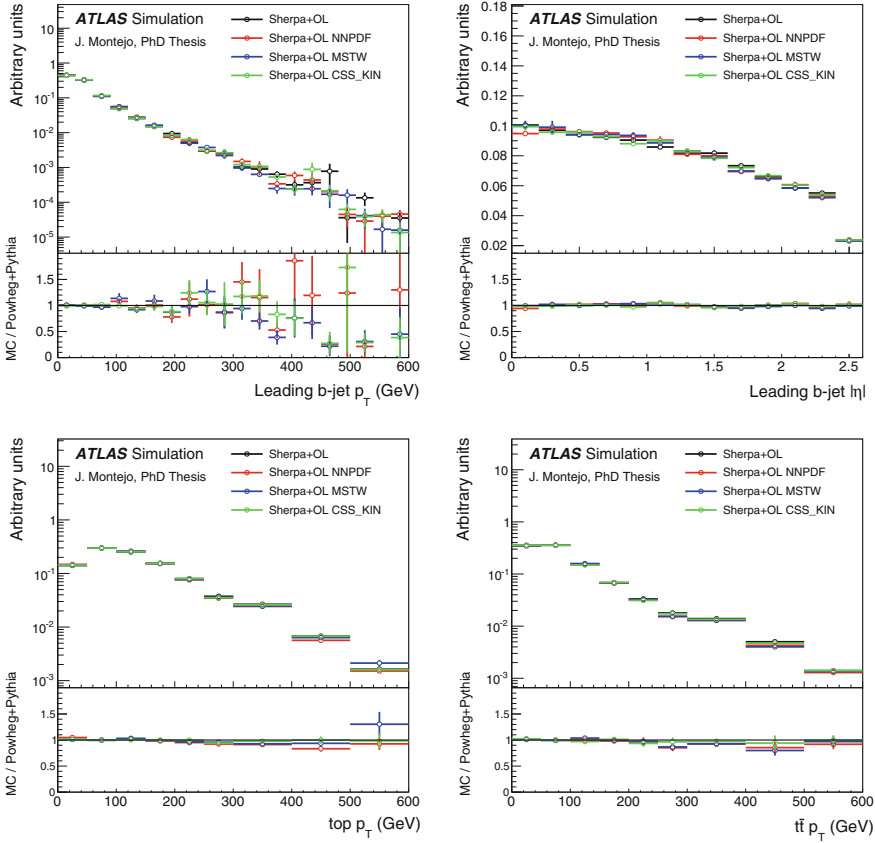 ATLAS Simulation
J. Montejo, PhD Thesis
Sherpa+OL
Sherpa+OL NNPDF
Sherpa+OL MSTW
Sherpa+OL CSS_KIN
Arbitrary units
10
1
10⁻¹
10⁻²
10⁻³
10⁻⁴
10⁻⁵
MC / Powheg+Pythia
1.5
1
0.5
0
0 100 200 300 400 500 600
Leading b-jet p_T (GeV)
ATLAS Simulation
J. Montejo, PhD Thesis
Sherpa+OL
Sherpa+OL NNPDF
Sherpa+OL MSTW
Sherpa+OL CSS_KIN
Arbitrary units
0.2
0.18
0.16
0.14
0.12
0.1
0.08
0.06
0.04
0.02
MC / Powheg+Pythia
1.5
1
0.5
0
0 0.5 1 1.5 2 2.5
Leading b-jet |η|
ATLAS Simulation
J. Montejo, PhD Thesis
Sherpa+OL
Sherpa+OL NNPDF
Sherpa+OL MSTW
Sherpa+OL CSS_KIN
Arbitrary units
10
1
10⁻¹
10⁻²
10⁻³
MC / Powheg+Pythia
1.5
1
0.5
0
0 100 200 300 400 500 600
top p_T (GeV)
ATLAS Simulation
J. Montejo, PhD Thesis
Sherpa+OL
Sherpa+OL NNPDF
Sherpa+OL MSTW
Sherpa+OL CSS_KIN
Arbitrary units
10
1
10⁻¹
10⁻²
10⁻³
MC / Powheg+Pythia
1.5
1
0.5
0
0 100 200 300 400 500 600
tt̄ p_T (GeV)